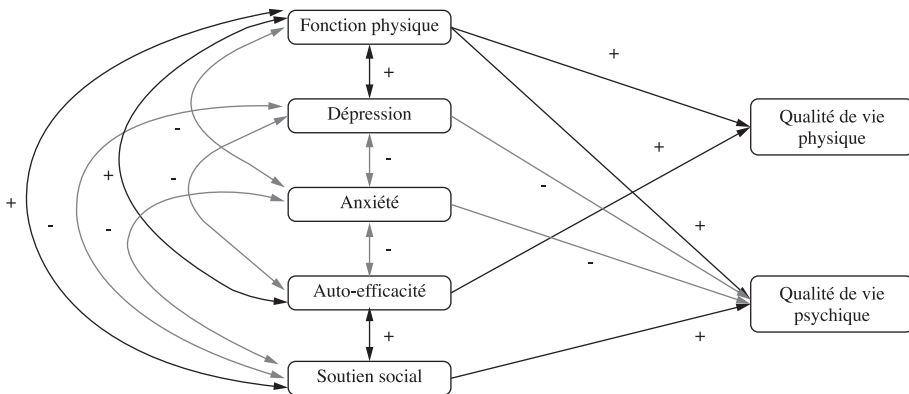 Fonction physique
+
+
Dépression
Qualité de vie
physique
-
+
+
-
-
-
Anxiété
+
-
-
+
-
-
Auto-efficacité
Qualité de vie
psychique
+
+
Soutien social